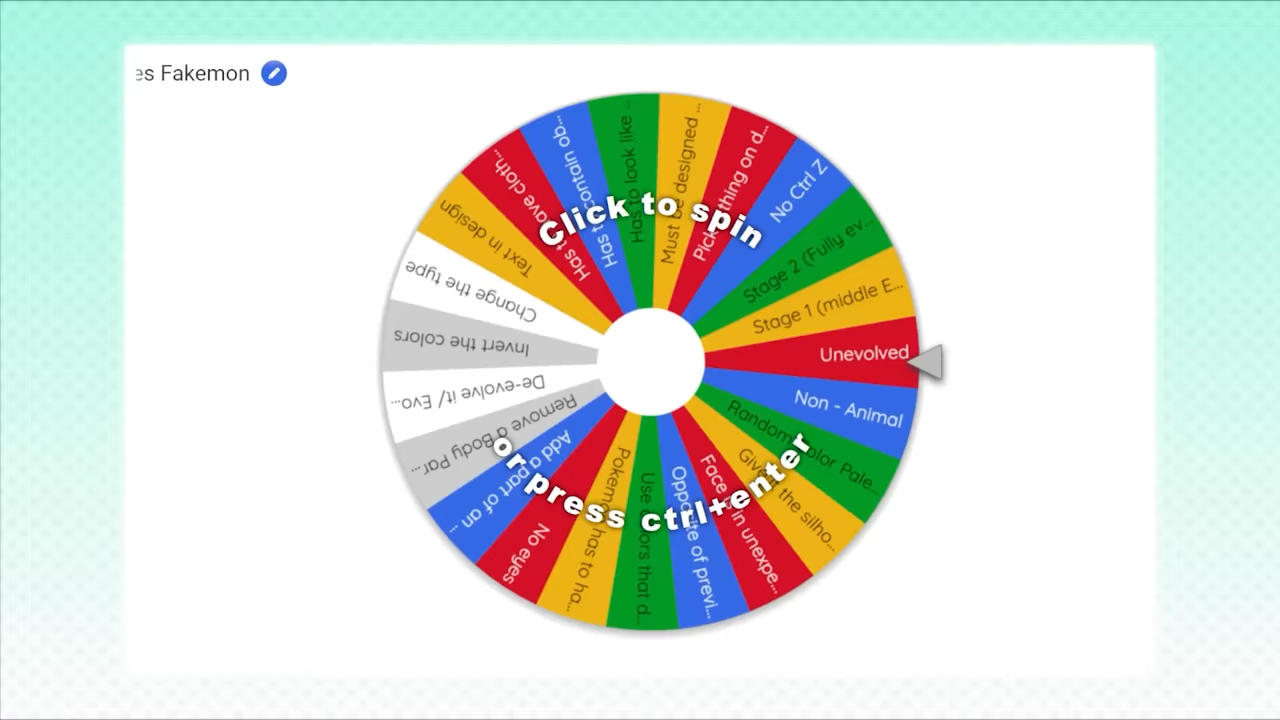 es Fakemon
Click to spin
or press ctrl+enter
Has to look like ...
Must be designed ...
Pick thing on d...
No Ctrl Z
Stage 2 (Fully ev...
Stage 1 (middle E...
Unevolved
Non - Animal
Random Color Pale...
Give the silho...
Face in unexpe...
Opposite of previ...
Use colors that d...
Pokemon has to ha...
No eyes
Add a part of an ...
Remove a Body Par...
De-evolve it/ Evo...
Invert the colors
Change the type
Text in design
Has to have cloth...
Has to contain ob...